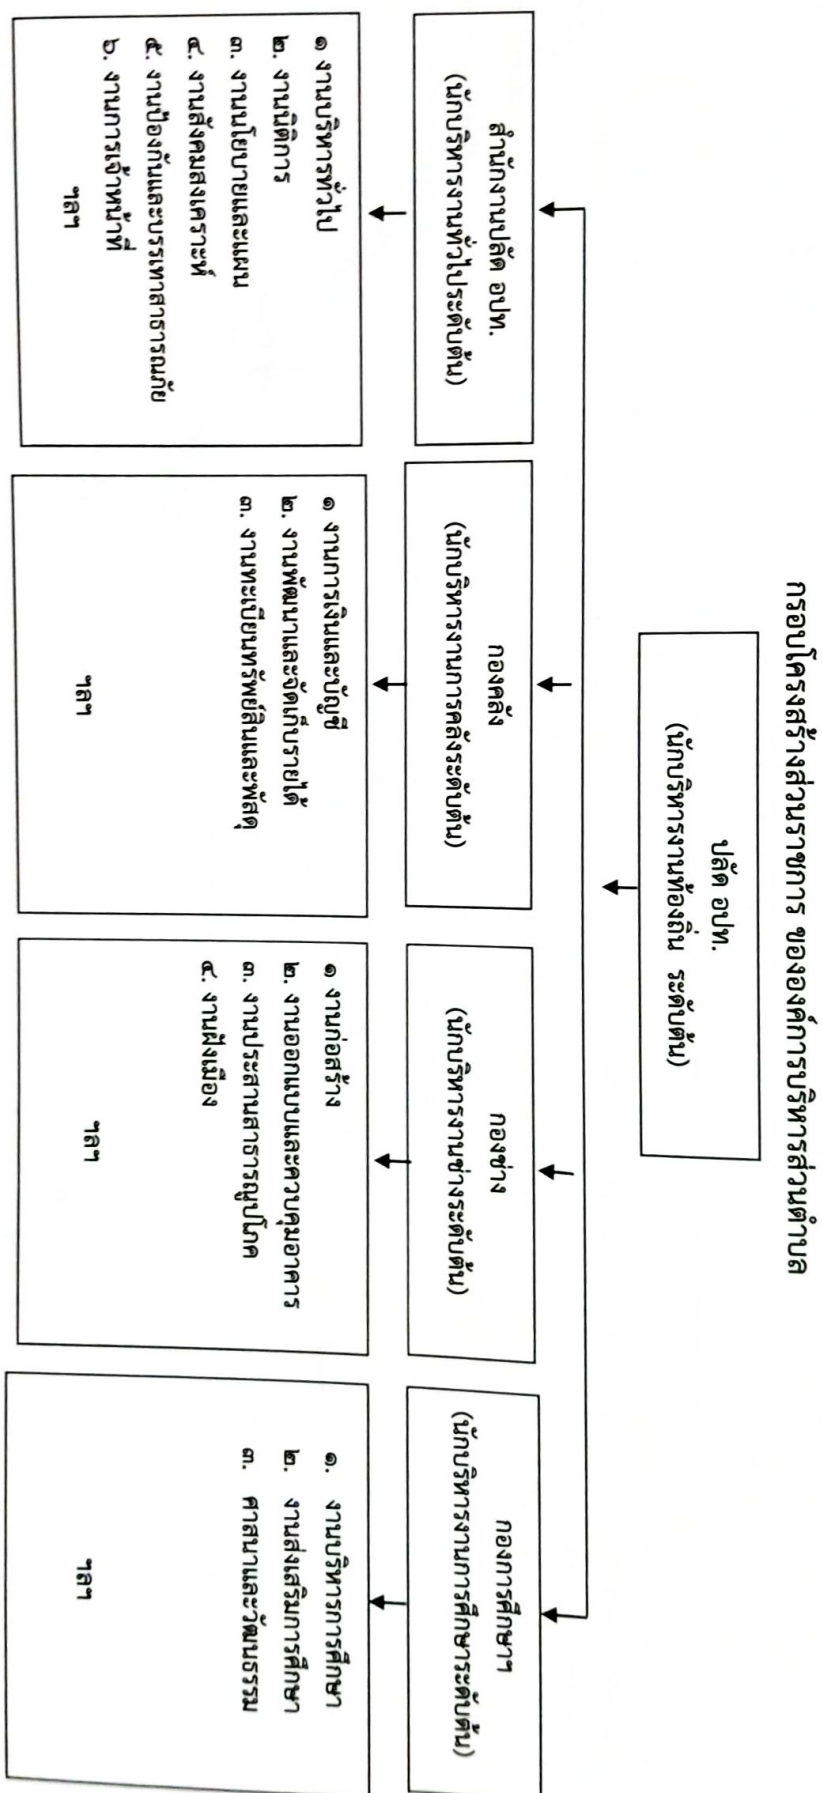 กรอบโครงสร้างส่วนราชการ ขององค์การบริหารส่วนตำบล
ปลัด อปท.
(นักบริหารงานท้องถิ่น ระดับต้น)
สำนักงานปลัด อปท.
(นักบริหารงานทั่วไประดับต้น)
กองคลัง
(นักบริหารงานการคลังระดับต้น)
กองช่าง
(นักบริหารงานช่างระดับต้น)
กองการศึกษาฯ
(นักบริหารงานการศึกษาระดับต้น)
๑ งานบริหารทั่วไป
๒. งานนิติการ
๓. งานนโยบายและแผน
๔. งานสังคมสงเคราะห์
๕. งานป้องกันและบรรเทาสาธารณภัย
๖. งานการเจ้าหน้าที่
ฯลฯ
๑ งานการเงินและบัญชี
๒. งานพัฒนาและจัดเก็บรายได้
๓. งานทะเบียนทรัพย์สินและพัสดุ
ฯลฯ
๑ งานก่อสร้าง
๒. งานออกแบบและควบคุมอาคาร
๓. งานประสานสาธารณูปโภค
๔. งานผังเมือง
ฯลฯ
๑. งานบริหารการศึกษา
๒. งานส่งเสริมการศึกษา
๓. ศาสนาและวัฒนธรรม
ฯลฯ